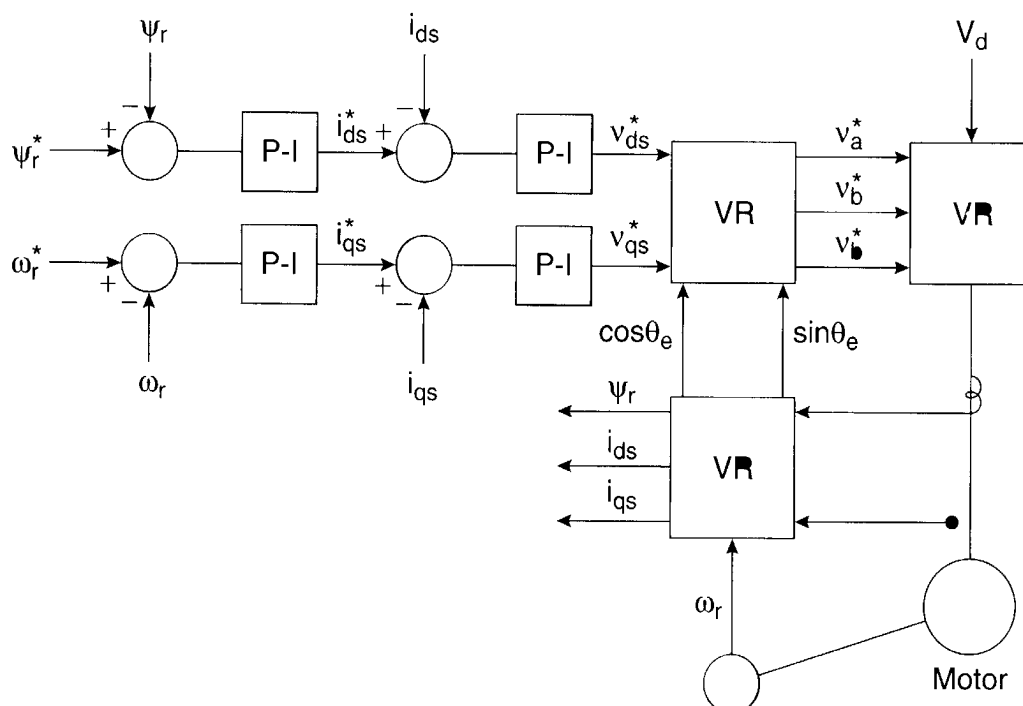 ψr
ids
Vd
−
−
+
ψr*
P-I
ids*
+
P-I
vds*
VR
va*
vb*
vb*
VR
ωr*
+
−
P-I
iqs*
+
−
P-I
vqs*
cosθe
sinθe
ωr
iqs
ψr
ids
iqs
VR
ωr
Motor